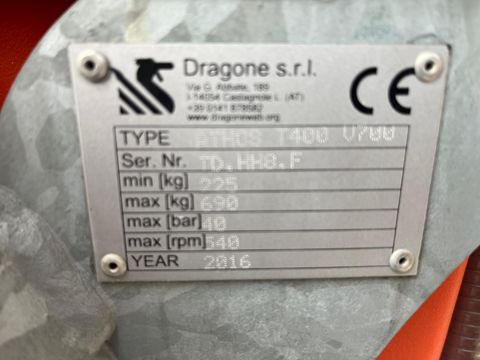 Dragone s.r.l.
Via G. Abbate, 189
I-14054 Castagnole L. (AT)
+39 0141 878582
www.dragoneweb.org
CE
TYPE ATHOS T400 V700
Ser. Nr. TD.HH8.F
min [kg] 225
max [kg] 690
max [bar] 40
max [rpm] 540
YEAR 2016